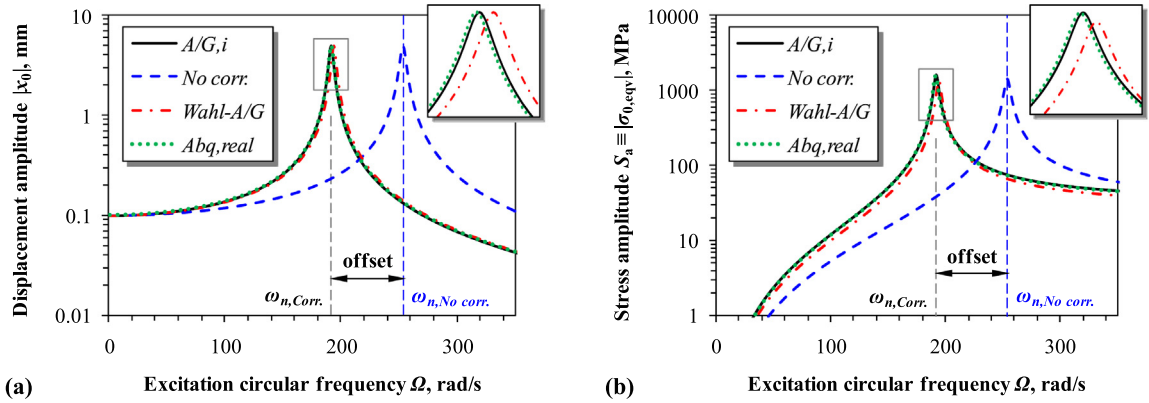 Displacement amplitude |x₀|, mm
10
1
0.1
0.01
A/G,i
No corr.
Wahl-A/G
Abq,real
offset
ωn,Corr.
ωn,No corr.
0 100 200 300
(a)
Excitation circular frequency Ω, rad/s
Stress amplitude Sa ≡ |σ0,eqv|, MPa
10000
1000
100
10
1
A/G,i
No corr.
Wahl-A/G
Abq,real
offset
ωn,Corr.
ωn,No corr.
0 100 200 300
(b)
Excitation circular frequency Ω, rad/s